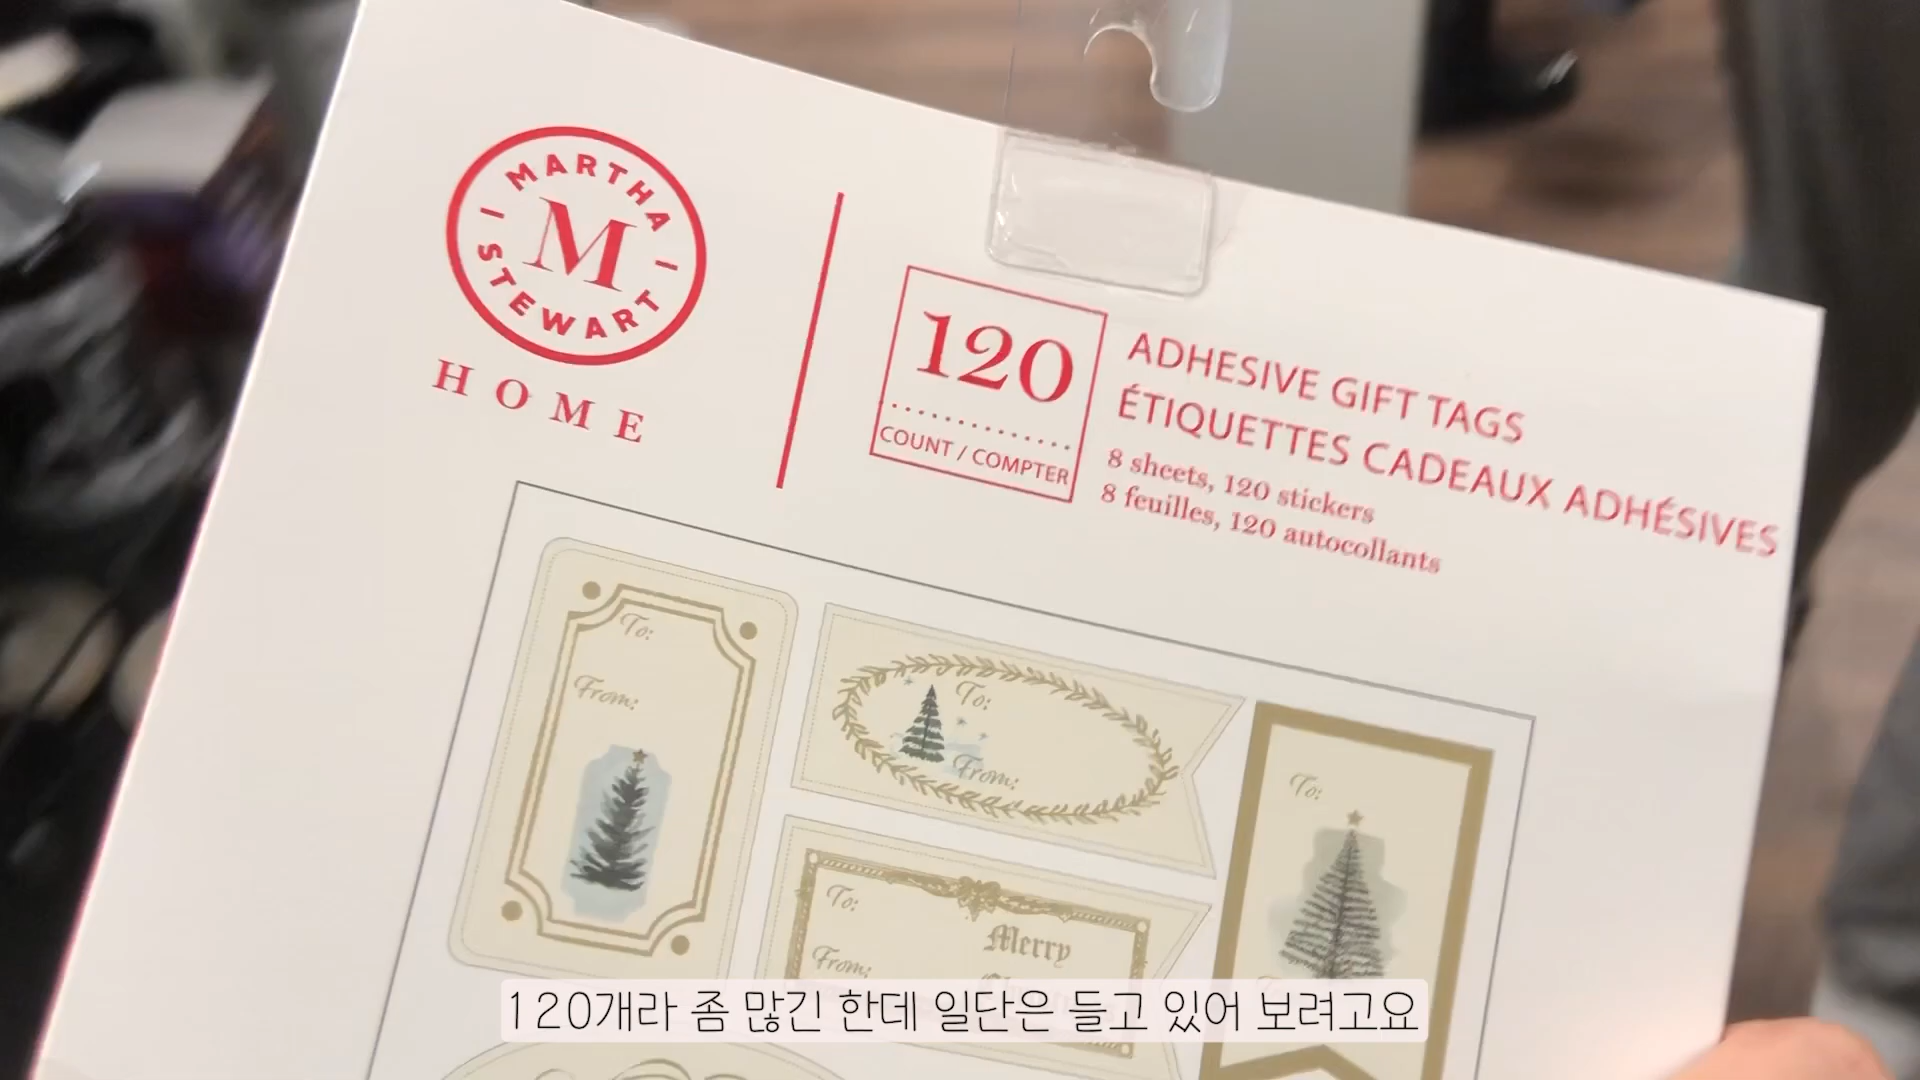 MARTHA
M
STEWART
HOME
120
COUNT / COMPTER
ADHESIVE GIFT TAGS
ÉTIQUETTES CADEAUX ADHÉSIVES
8 sheets, 120 stickers
8 feuilles, 120 autocollants
To:
From:
To:
From:
To:
To:
Merry
From:
120개라 좀 많긴 한데 일단은 들고 있어 보려고요